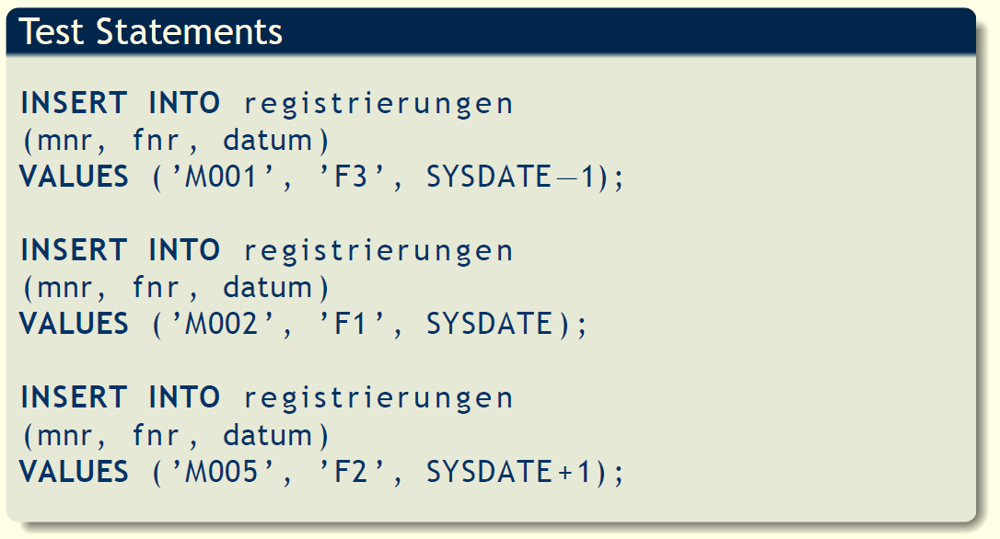 Test Statements
INSERT INTO registrierungen
(mnr, fnr, datum)
VALUES (’M001’, ’F3’, SYSDATE−1);
INSERT INTO registrierungen
(mnr, fnr, datum)
VALUES (’M002’, ’F1’, SYSDATE);
INSERT INTO registrierungen
(mnr, fnr, datum)
VALUES (’M005’, ’F2’, SYSDATE+1);